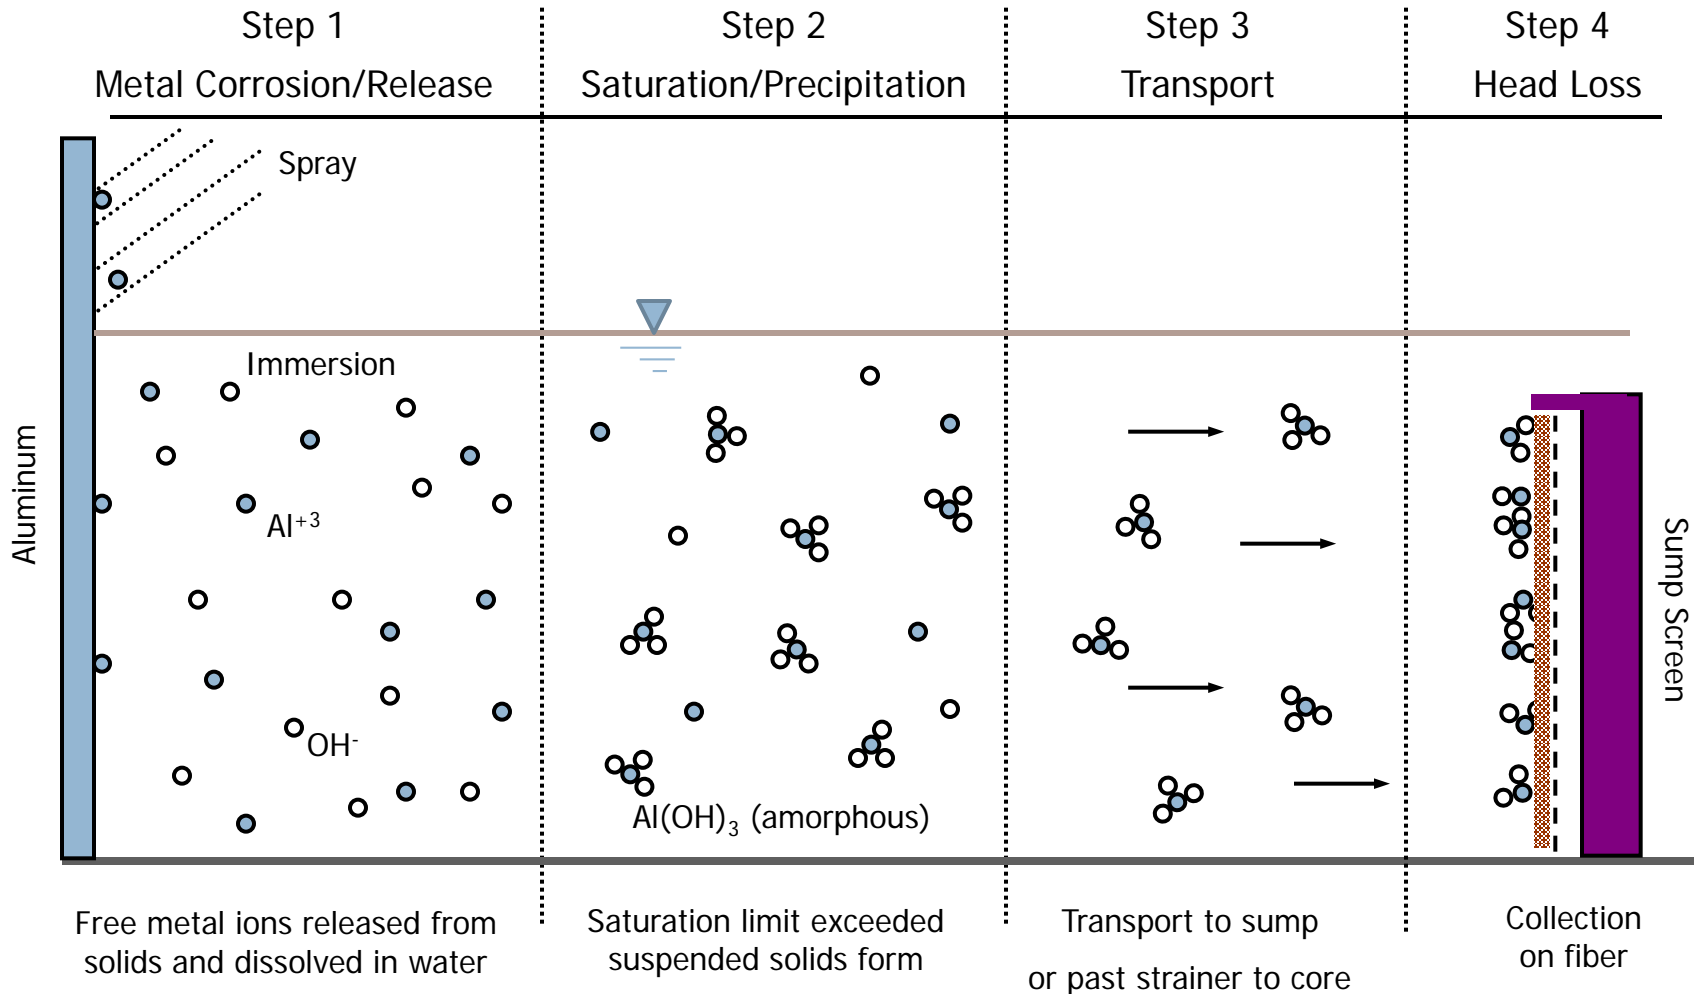 Step 1
Metal Corrosion/Release
Step 2
Saturation/Precipitation
Step 3
Transport
Step 4
Head Loss
Spray
Immersion
Aluminum
Al⁺³
OH⁻
Al(OH)₃ (amorphous)
Sump Screen
Free metal ions released from
solids and dissolved in water
Saturation limit exceeded
suspended solids form
Transport to sump
or past strainer to core
Collection
on fiber